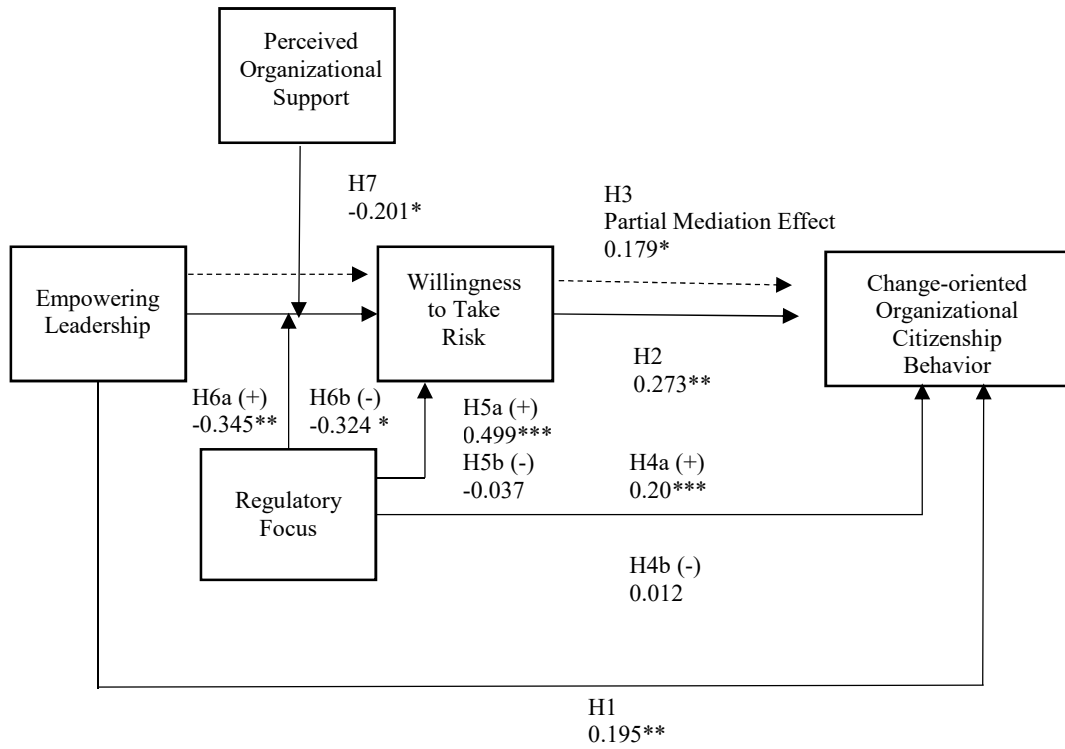 Perceived
Organizational
Support
H7
-0.201*
H3
Partial Mediation Effect
0.179*
Empowering
Leadership
Willingness
to Take
Risk
Change-oriented
Organizational
Citizenship
Behavior
H2
0.273**
H6a (+)
-0.345**
H6b (-)
-0.324 *
H5a (+)
0.499***
H5b (-)
-0.037
H4a (+)
0.20***
Regulatory
Focus
H4b (-)
0.012
H1
0.195**